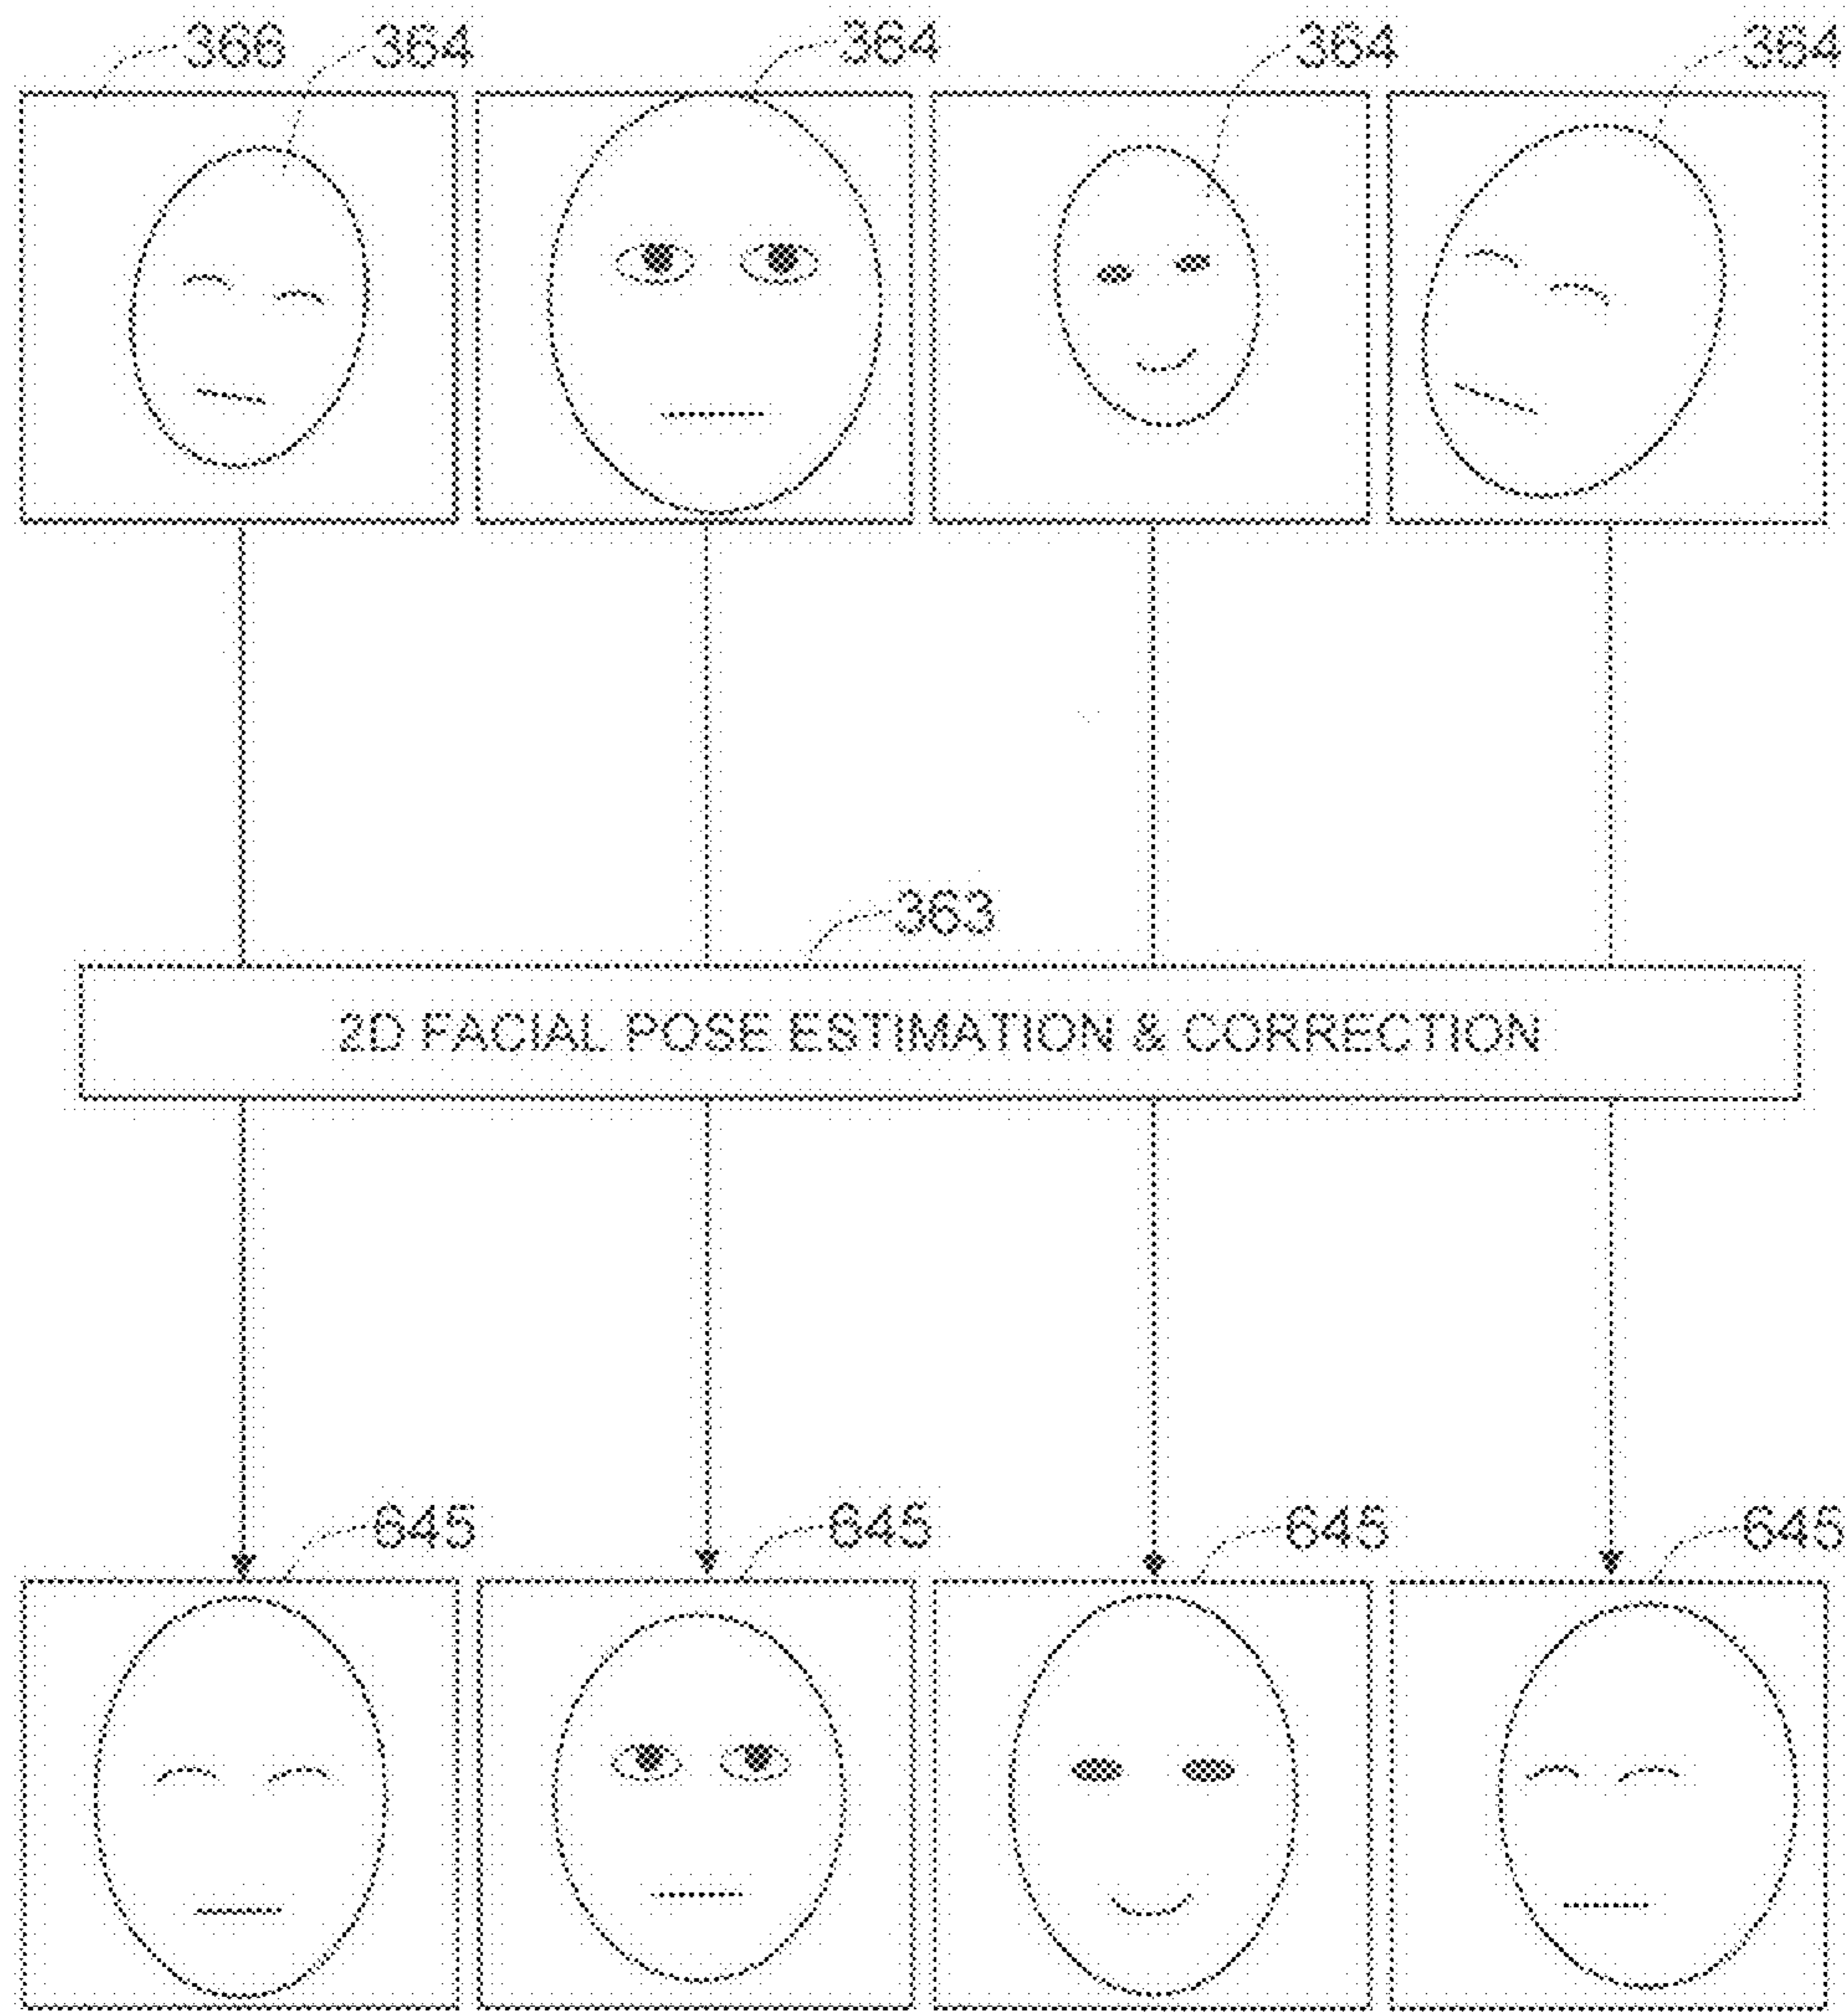 366 364 364 364 364
363
2D FACIAL POSE ESTIMATION & CORRECTION
645 645 645 645